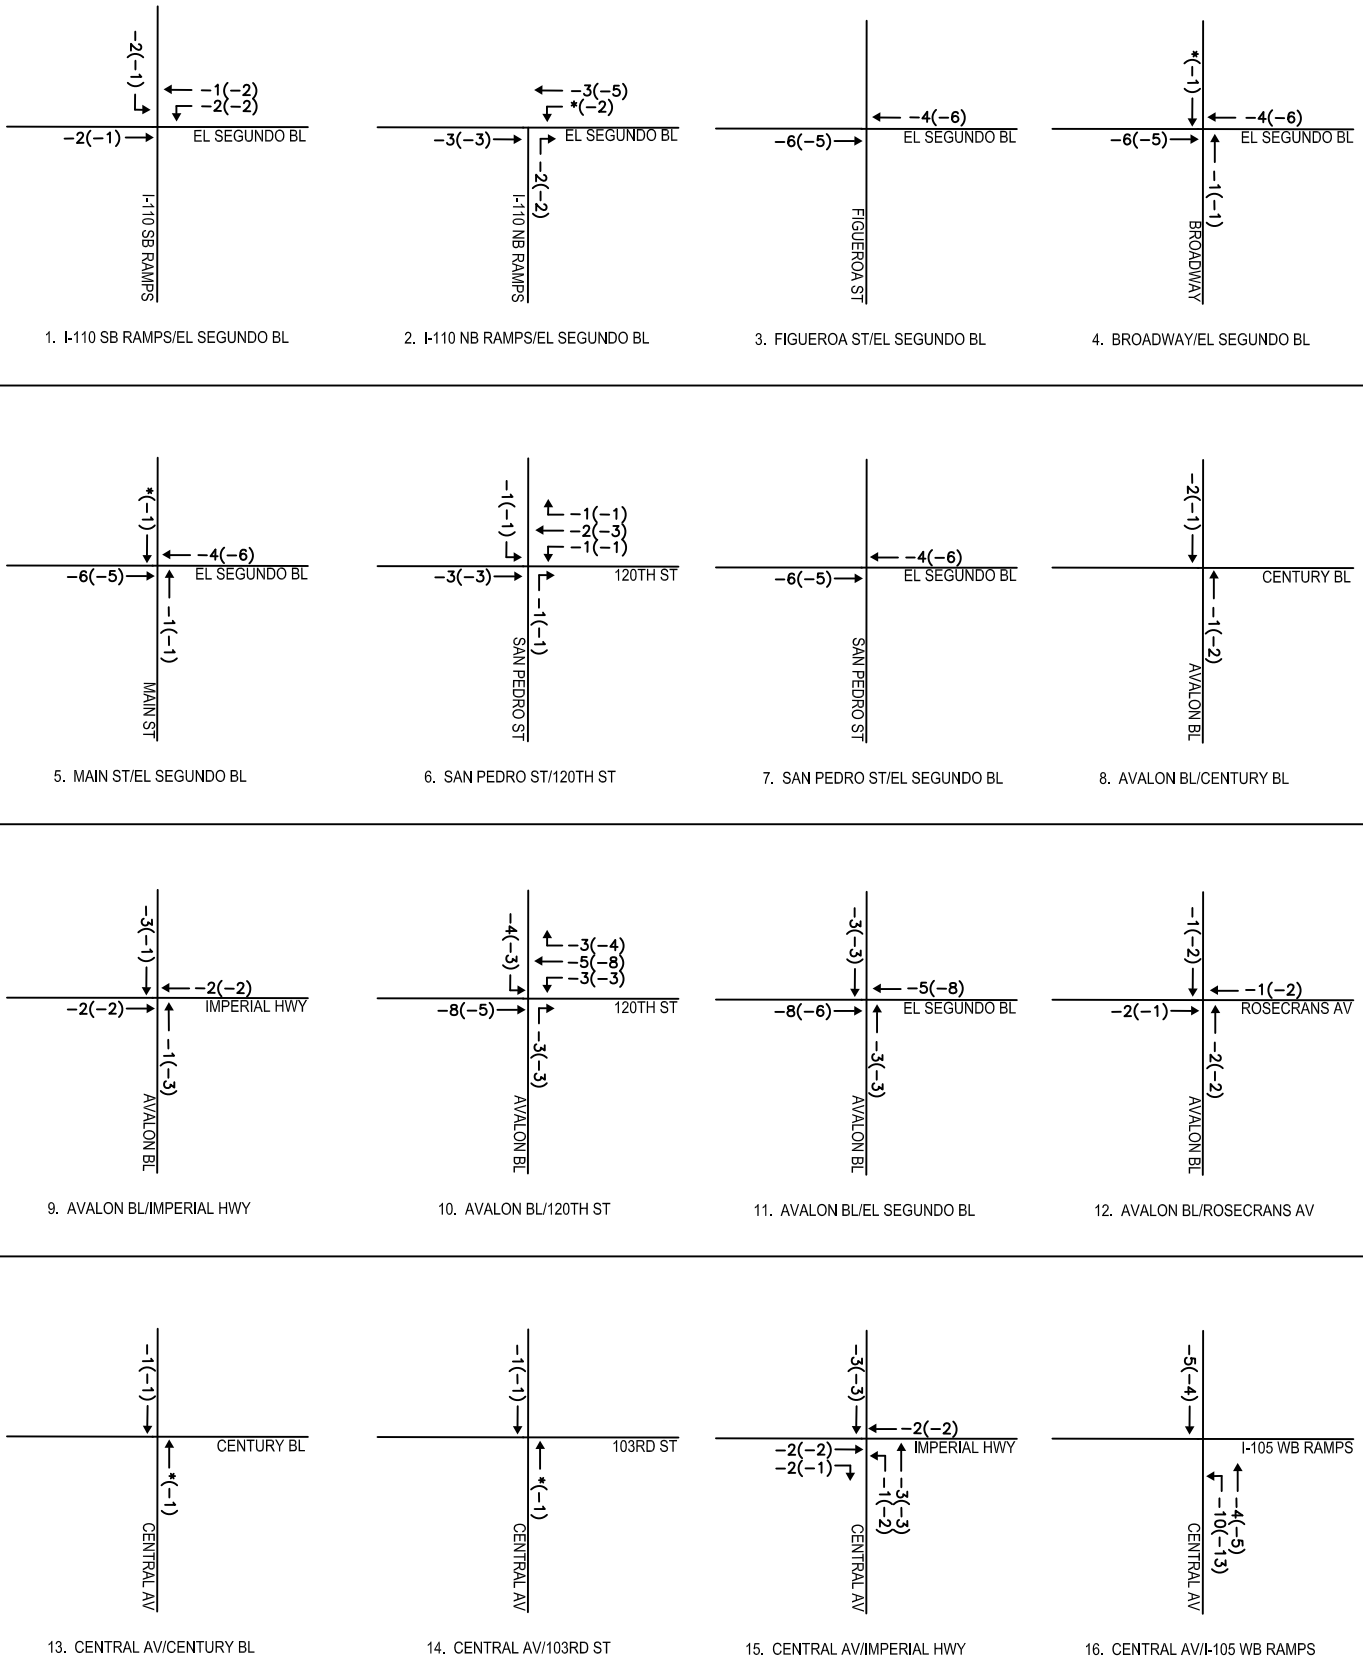 -2(-1)
-1(-2)
-2(-2)
EL SEGUNDO BL
-2(-1)
I-110 SB RAMPS
1. I-110 SB RAMPS/EL SEGUNDO BL
-3(-5)
*(-2)
EL SEGUNDO BL
-3(-3)
-2(-2)
I-110 NB RAMPS
2. I-110 NB RAMPS/EL SEGUNDO BL
-4(-6)
EL SEGUNDO BL
-6(-5)
FIGUEROA ST
3. FIGUEROA ST/EL SEGUNDO BL
*(-1)
-4(-6)
EL SEGUNDO BL
-6(-5)
-1(-1)
BROADWAY
4. BROADWAY/EL SEGUNDO BL
*(-1)
-4(-6)
EL SEGUNDO BL
-6(-5)
-1(-1)
MAIN ST
5. MAIN ST/EL SEGUNDO BL
-1(-1)
-1(-1)
-2(-3)
-1(-1)
120TH ST
-3(-3)
-1(-1)
SAN PEDRO ST
6. SAN PEDRO ST/120TH ST
-4(-6)
EL SEGUNDO BL
-6(-5)
SAN PEDRO ST
7. SAN PEDRO ST/EL SEGUNDO BL
-2(-1)
CENTURY BL
-1(-2)
AVALON BL
8. AVALON BL/CENTURY BL
-3(-1)
-2(-2)
IMPERIAL HWY
-2(-2)
-1(-3)
AVALON BL
9. AVALON BL/IMPERIAL HWY
-4(-3)
-3(-4)
-5(-8)
-3(-3)
120TH ST
-8(-5)
-3(-3)
AVALON BL
10. AVALON BL/120TH ST
-3(-3)
-5(-8)
EL SEGUNDO BL
-8(-6)
-3(-3)
AVALON BL
11. AVALON BL/EL SEGUNDO BL
-1(-2)
-1(-2)
ROSECRANS AV
-2(-1)
-2(-2)
AVALON BL
12. AVALON BL/ROSECRANS AV
-1(-1)
CENTURY BL
*(-1)
CENTRAL AV
13. CENTRAL AV/CENTURY BL
-1(-1)
103RD ST
*(-1)
CENTRAL AV
14. CENTRAL AV/103RD ST
-3(-3)
-2(-2)
IMPERIAL HWY
-2(-2)
-2(-1)
-1(-2)
-3(-3)
CENTRAL AV
15. CENTRAL AV/IMPERIAL HWY
-5(-4)
I-105 WB RAMPS
-10(-13)
-4(-5)
CENTRAL AV
16. CENTRAL AV/I-105 WB RAMPS